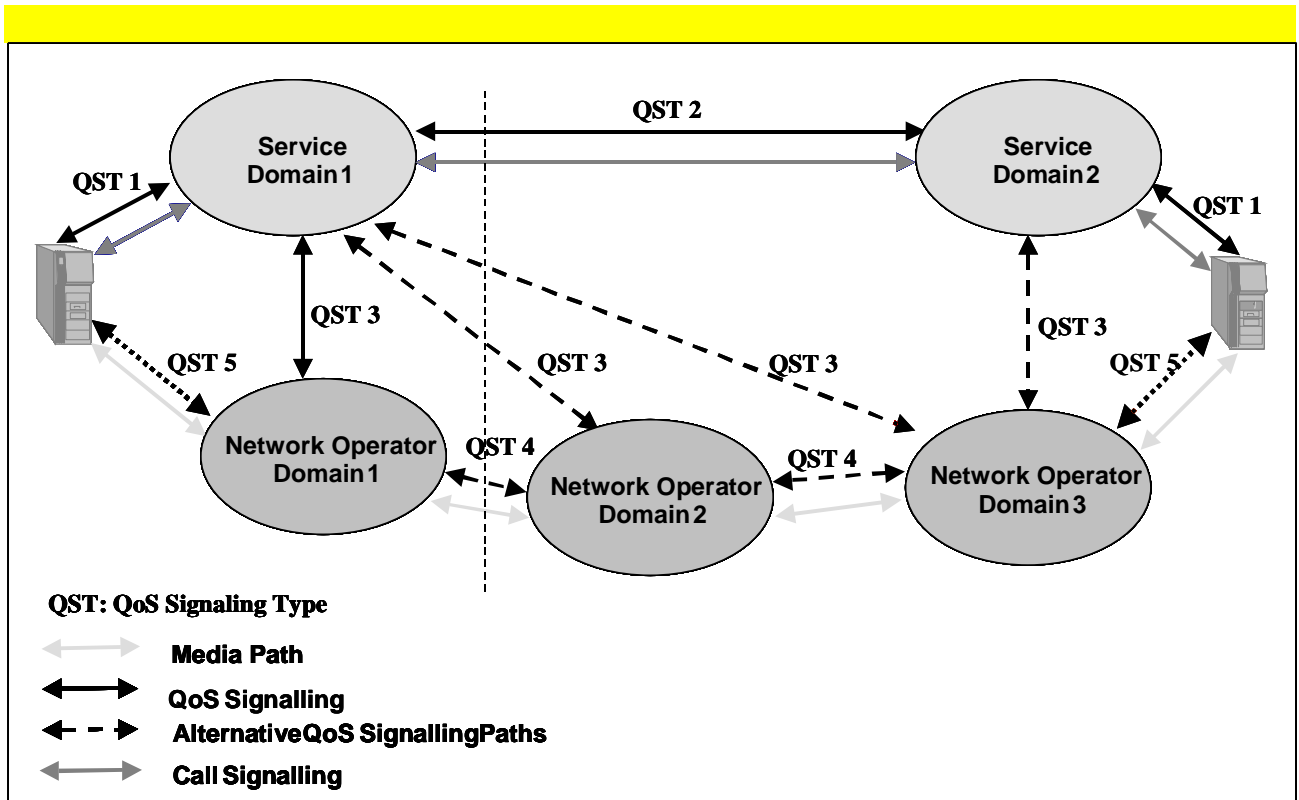 QST 2
Service
Domain 1
Service
Domain 2
QST 1
QST 1
QST 3
QST 3
QST 5
QST 3
QST 3
QST 5
Network Operator
Domain 1
QST 4
QST 4
Network Operator
Domain 2
Network Operator
Domain 3
QST: QoS Signaling Type
Media Path
QoS Signalling
Alternative QoS Signalling Paths
Call Signalling